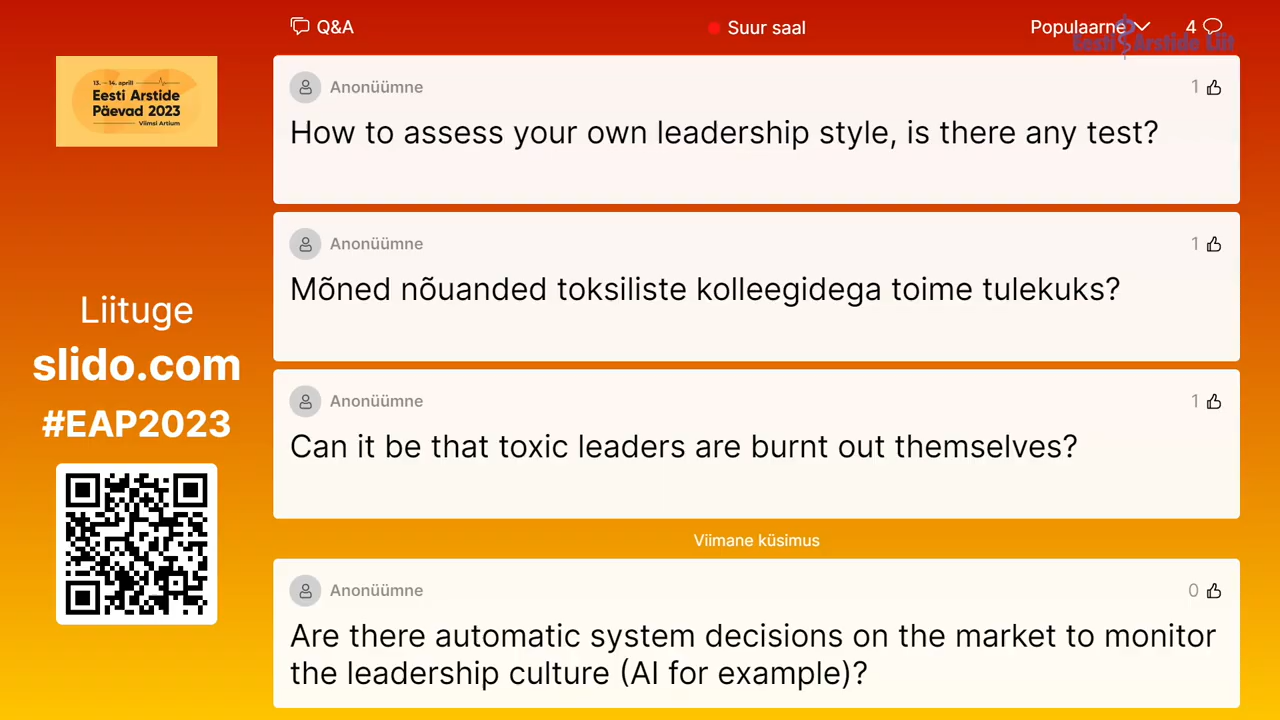 Q&A
Suur saal
Populaarne
4
Eesti Arstide Liit
13. – 14. aprill
Eesti Arstide
Päevad 2023
Viimsi Artium
Anonüümne
1
How to assess your own leadership style, is there any test?
Anonüümne
1
Mõned nõuanded toksiliste kolleegidega toime tulekuks?
Liituge
slido.com
#EAP2023
Anonüümne
1
Can it be that toxic leaders are burnt out themselves?
Viimane küsimus
Anonüümne
0
Are there automatic system decisions on the market to monitor
the leadership culture (AI for example)?